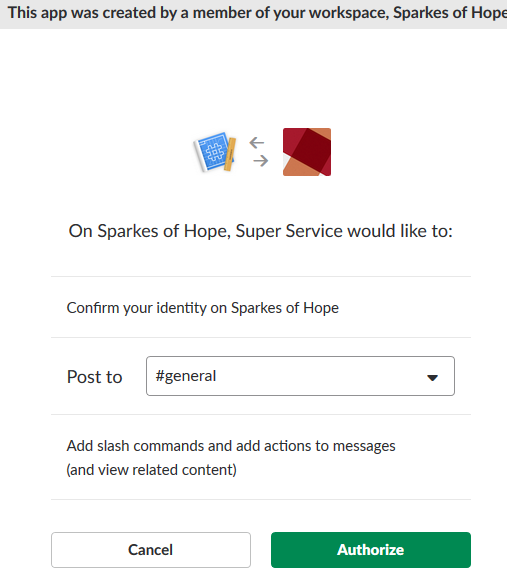 This app was created by a member of your workspace, Sparkes of Hope
On Sparkes of Hope, Super Service would like to:
Confirm your identity on Sparkes of Hope
Post to #general
Add slash commands and add actions to messages
(and view related content)
Cancel Authorize